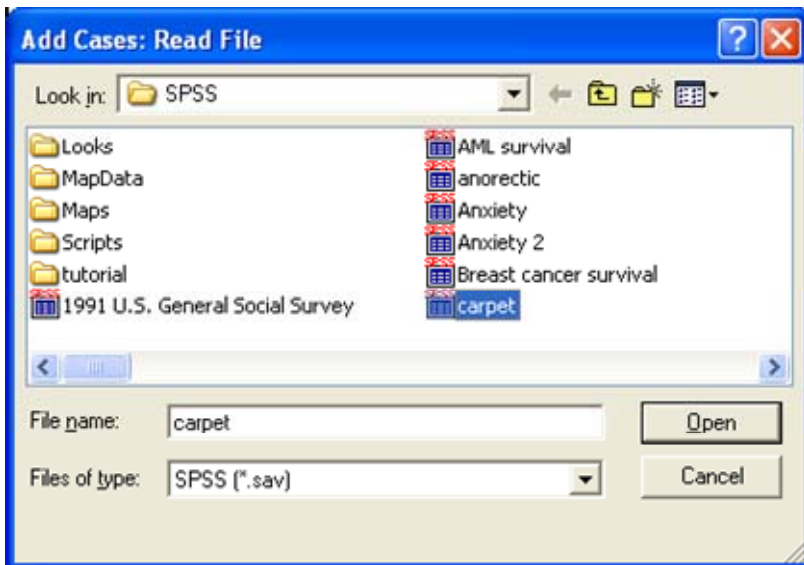 Add Cases: Read File
Look in: SPSS
Looks
MapData
Maps
Scripts
tutorial
1991 U.S. General Social Survey
AML survival
anorectic
Anxiety
Anxiety 2
Breast cancer survival
carpet
File name: carpet
Open
Files of type: SPSS (*.sav)
Cancel